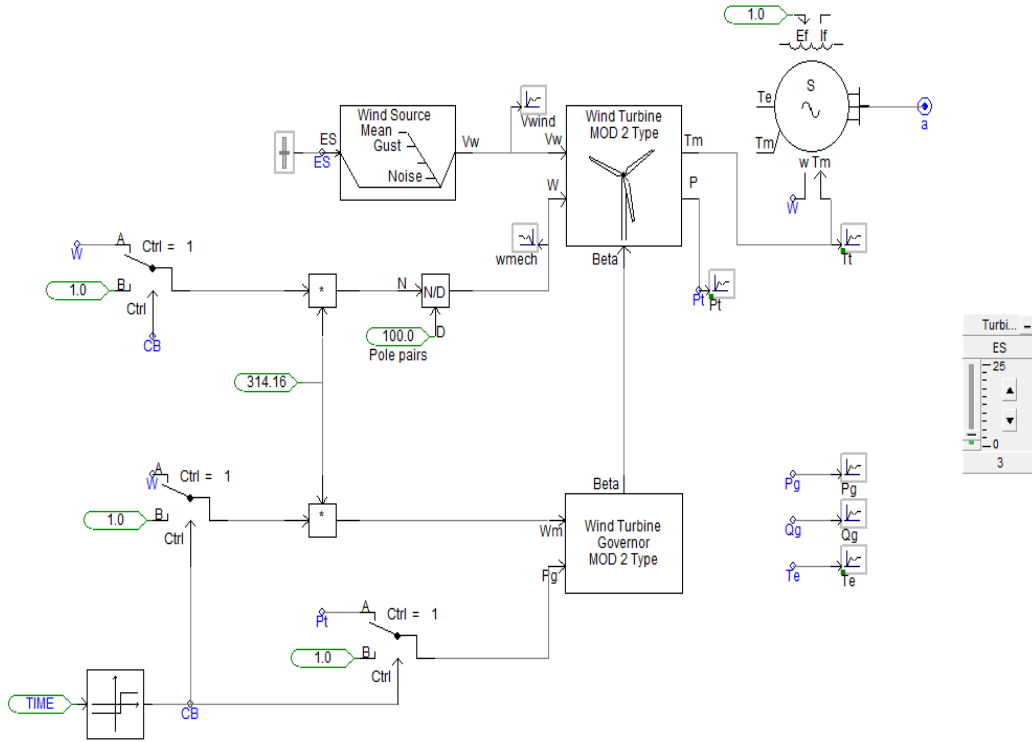 1.0
Ef If
S
Te
Tm
w Tm
W
a
Tt
Wind Source
Mean
Gust
Noise
ES
ES
Vw
Vwind
Wind Turbine
MOD 2 Type
Vw
W
Tm
P
Beta
wmech
Pt
Pt
W
A
Ctrl = 1
1.0
B
Ctrl
CB
*
N
N/D
D
100.0
Pole pairs
314.16
Turbi...
ES
25
0
3
A
W
Ctrl = 1
1.0
B
Ctrl
*
Beta
Wm
Wind Turbine
Governor
MOD 2 Type
Pg
Pg
Pg
Qg
Qg
Te
Te
Pt
A
Ctrl = 1
1.0
B
Ctrl
TIME
CB